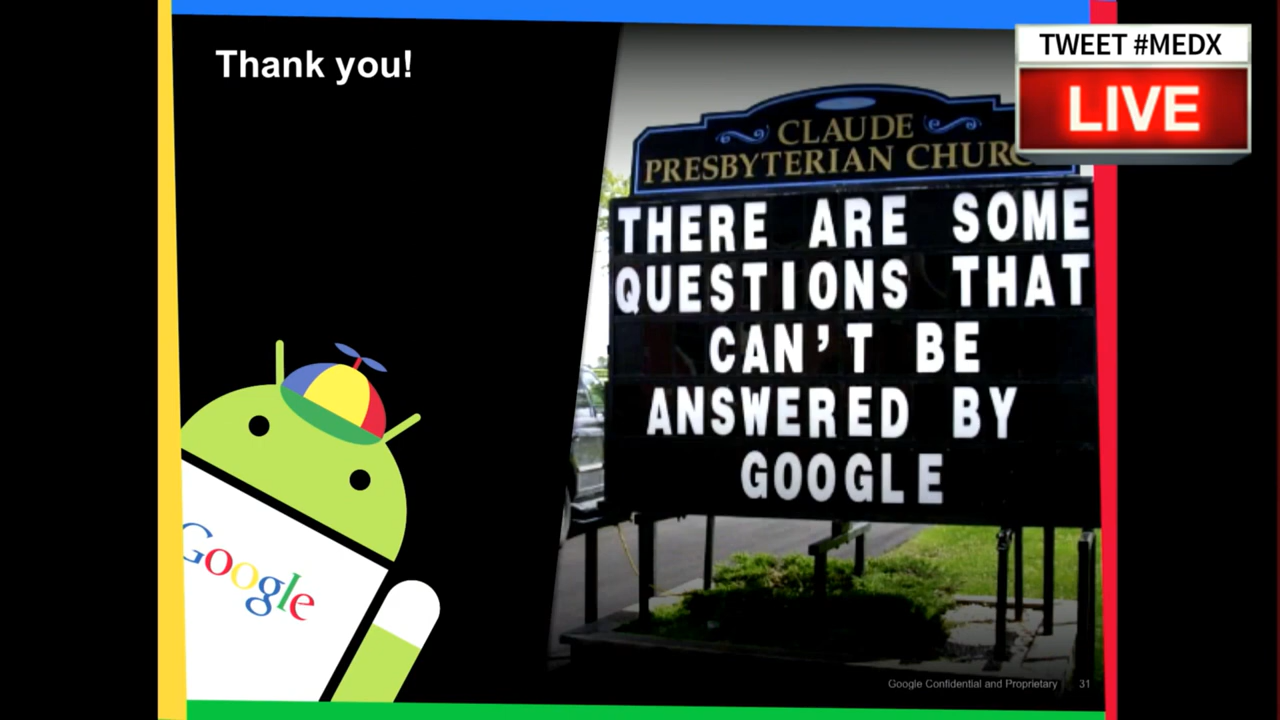 Thank you!
TWEET #MEDX
LIVE
CLAUDE
PRESBYTERIAN CHURC
THERE ARE SOME
QUESTIONS THAT
CAN'T BE
ANSWERED BY
GOOGLE
Google
Google Confidential and Proprietary 31